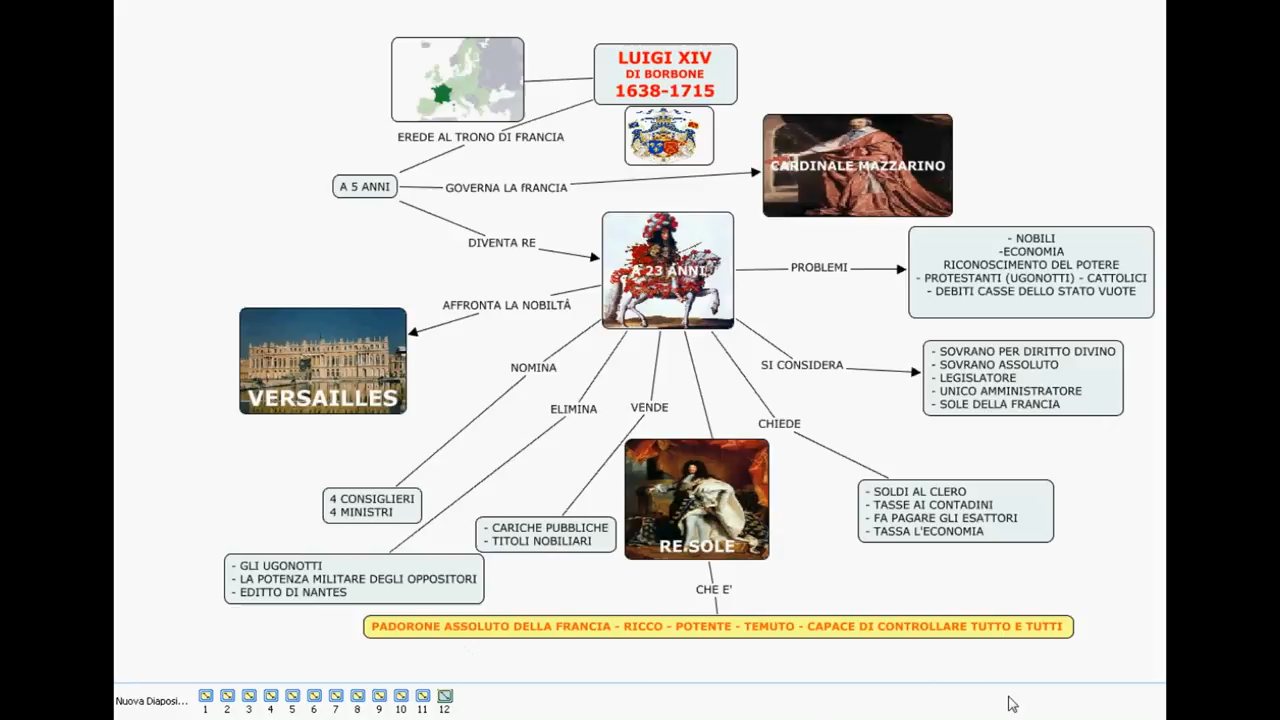 LUIGI XIV
DI BORBONE
1638-1715
EREDE AL TRONO DI FRANCIA
CARDINALE MAZZARINO
A 5 ANNI
GOVERNA LA fRANCIA
DIVENTA RE
A 23 ANNI
PROBLEMI
- NOBILI
-ECONOMIA
RICONOSCIMENTO DEL POTERE
- PROTESTANTI (UGONOTTI) - CATTOLICI
- DEBITI CASSE DELLO STATO VUOTE
AFFRONTA LA NOBILTÀ
VERSAILLES
NOMINA
SI CONSIDERA
- SOVRANO PER DIRITTO DIVINO
- SOVRANO ASSOLUTO
- LEGISLATORE
- UNICO AMMINISTRATORE
- SOLE DELLA FRANCIA
ELIMINA
VENDE
CHIEDE
4 CONSIGLIERI
4 MINISTRI
- CARICHE PUBBLICHE
- TITOLI NOBILIARI
RE SOLE
- SOLDI AL CLERO
- TASSE AI CONTADINI
- FA PAGARE GLI ESATTORI
- TASSA L'ECONOMIA
- GLI UGONOTTI
- LA POTENZA MILITARE DEGLI OPPOSITORI
- EDITTO DI NANTES
CHE E'
PADORONE ASSOLUTO DELLA FRANCIA - RICCO - POTENTE - TEMUTO - CAPACE DI CONTROLLARE TUTTO E TUTTI
Nuova Diaposi...
1 2 3 4 5 6 7 8 9 10 11 12